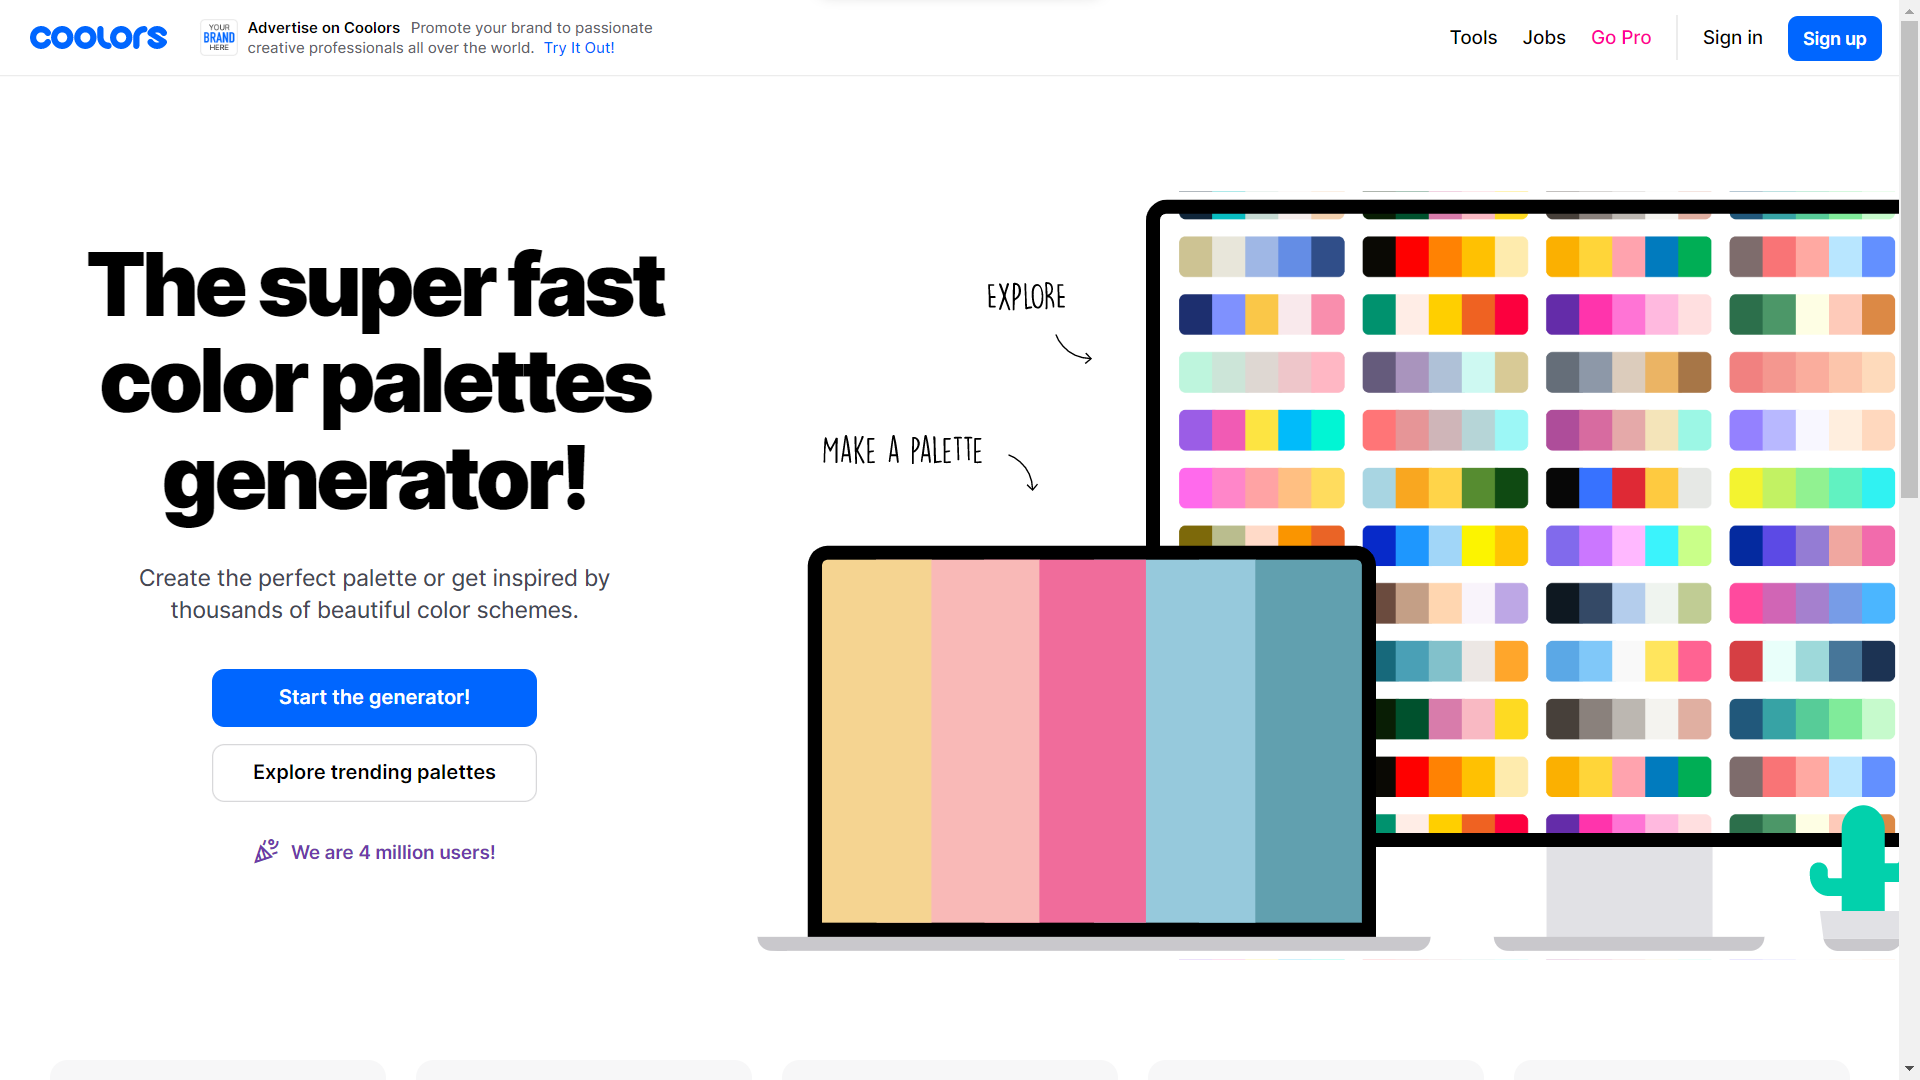 coolors
YOUR
BRAND
HERE
Advertise on Coolors Promote your brand to passionate
creative professionals all over the world. Try It Out!
Tools Jobs Go Pro Sign in Sign up
The super fast
color palettes
generator!
Create the perfect palette or get inspired by
thousands of beautiful color schemes.
Start the generator!
Explore trending palettes
We are 4 million users!
EXPLORE
MAKE A PALETTE